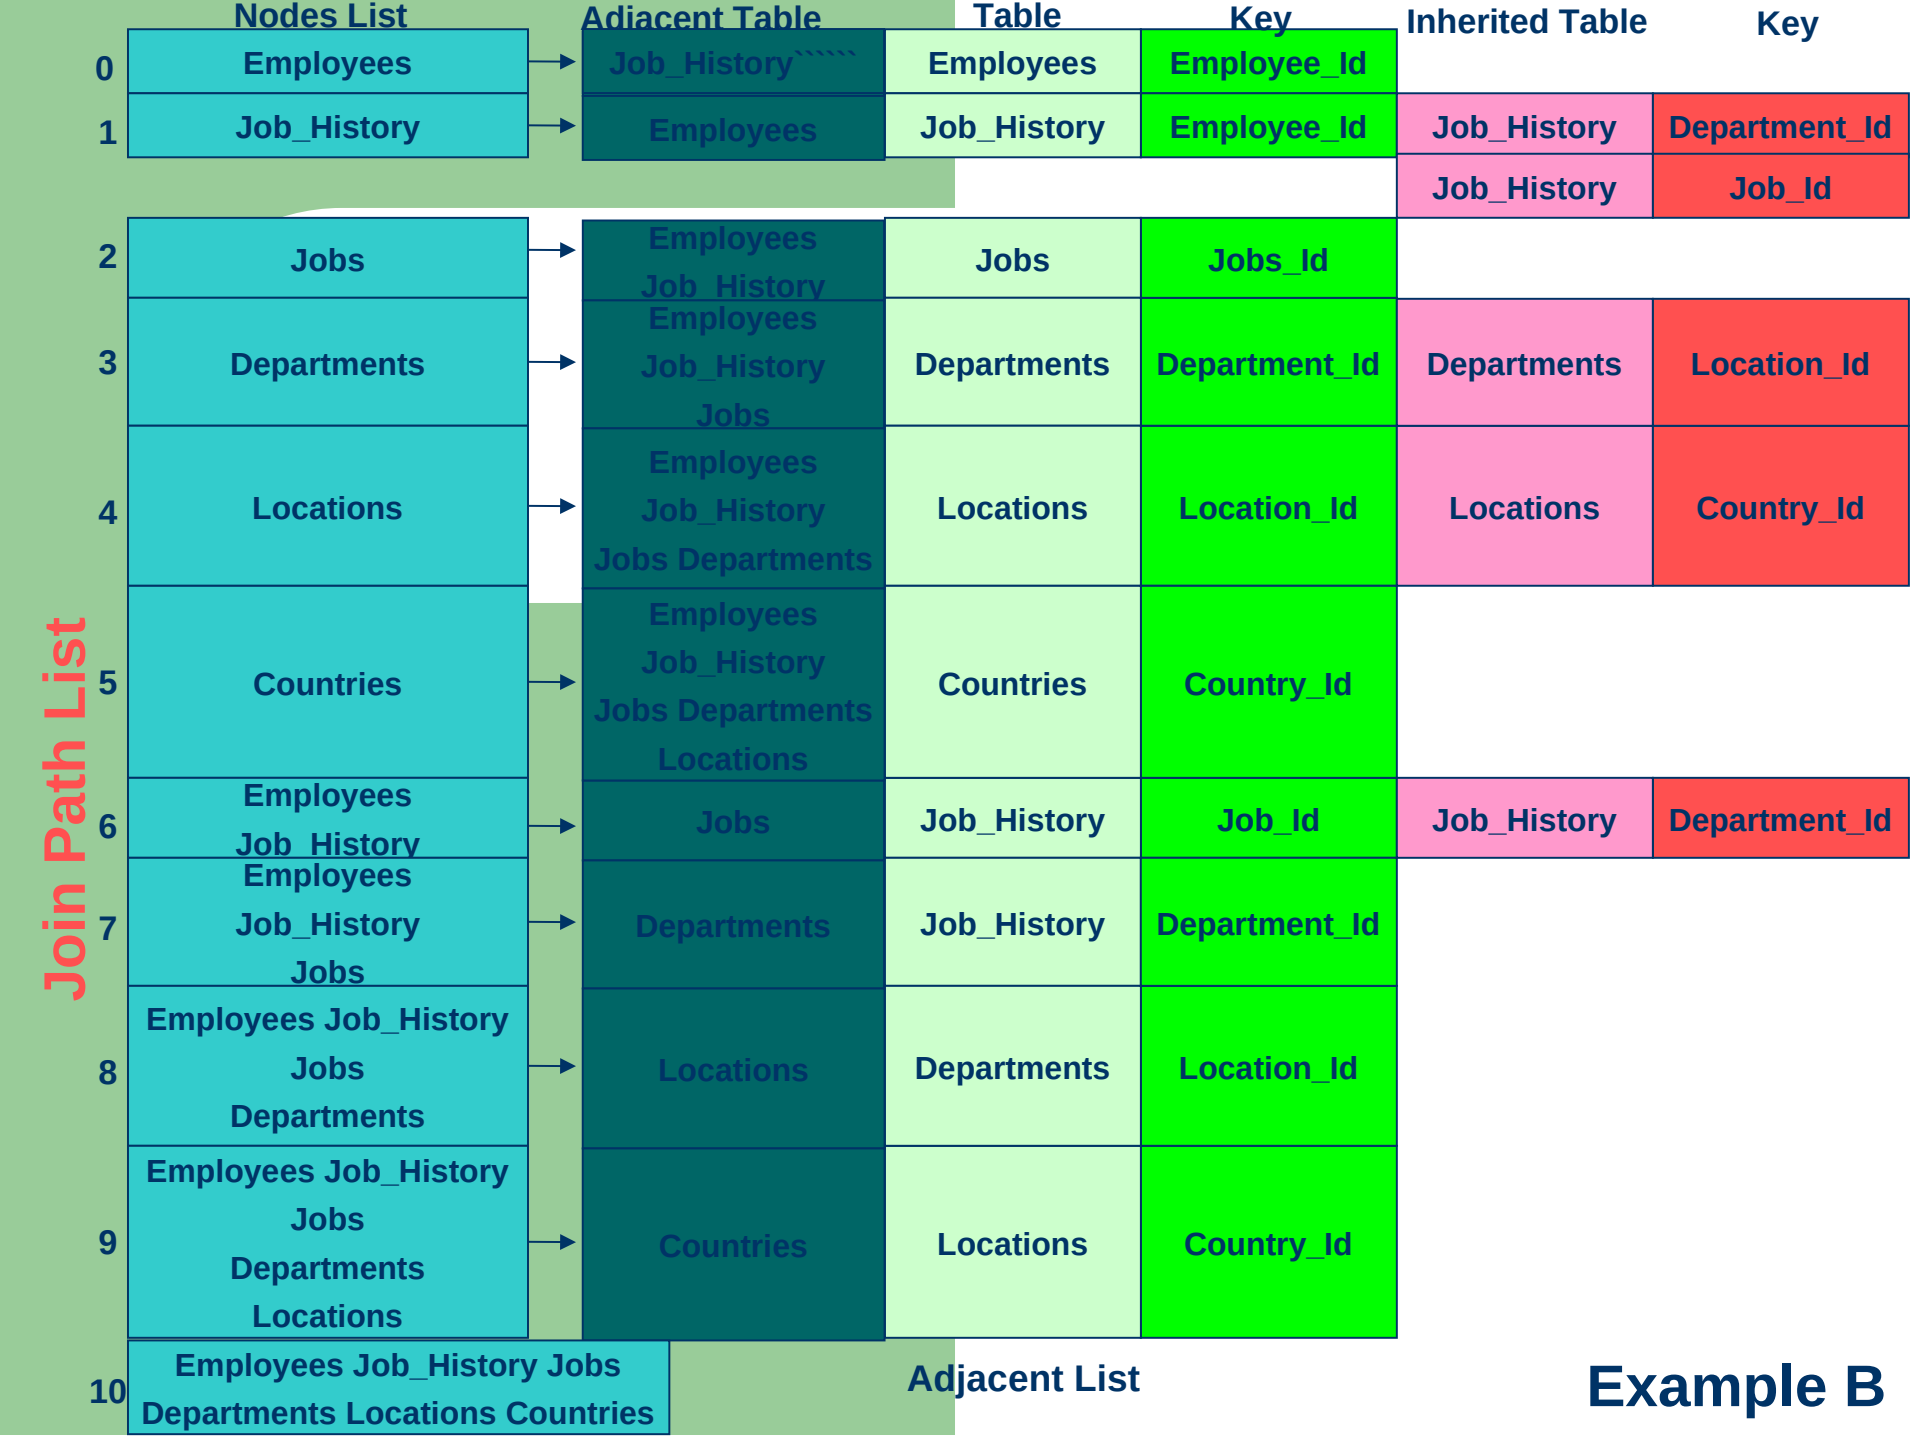 Nodes List Adjacent Table Table Key Inherited Table Key
0 Employees Job_History`````` Employees Employee_Id
1 Job_History Employees Job_History Employee_Id Job_History Department_Id
Job_History Job_Id
2 Jobs Employees Jobs Jobs_Id
Job_History
3 Departments Employees Departments Department_Id Departments Location_Id
Job_History
Jobs
4 Locations Employees Locations Location_Id Locations Country_Id
Job_History
Jobs Departments
5 Countries Employees Countries Country_Id
Job_History
Jobs Departments
Locations
6 Employees Jobs Job_History Job_Id Job_History Department_Id
Job_History
7 Employees Departments Job_History Department_Id
Job_History
Jobs
8 Employees Job_History Locations Departments Location_Id
Jobs
Departments
9 Employees Job_History Countries Locations Country_Id
Jobs
Departments
Locations
10 Employees Job_History Jobs
Departments Locations Countries
Join Path List
Adjacent List
Example B